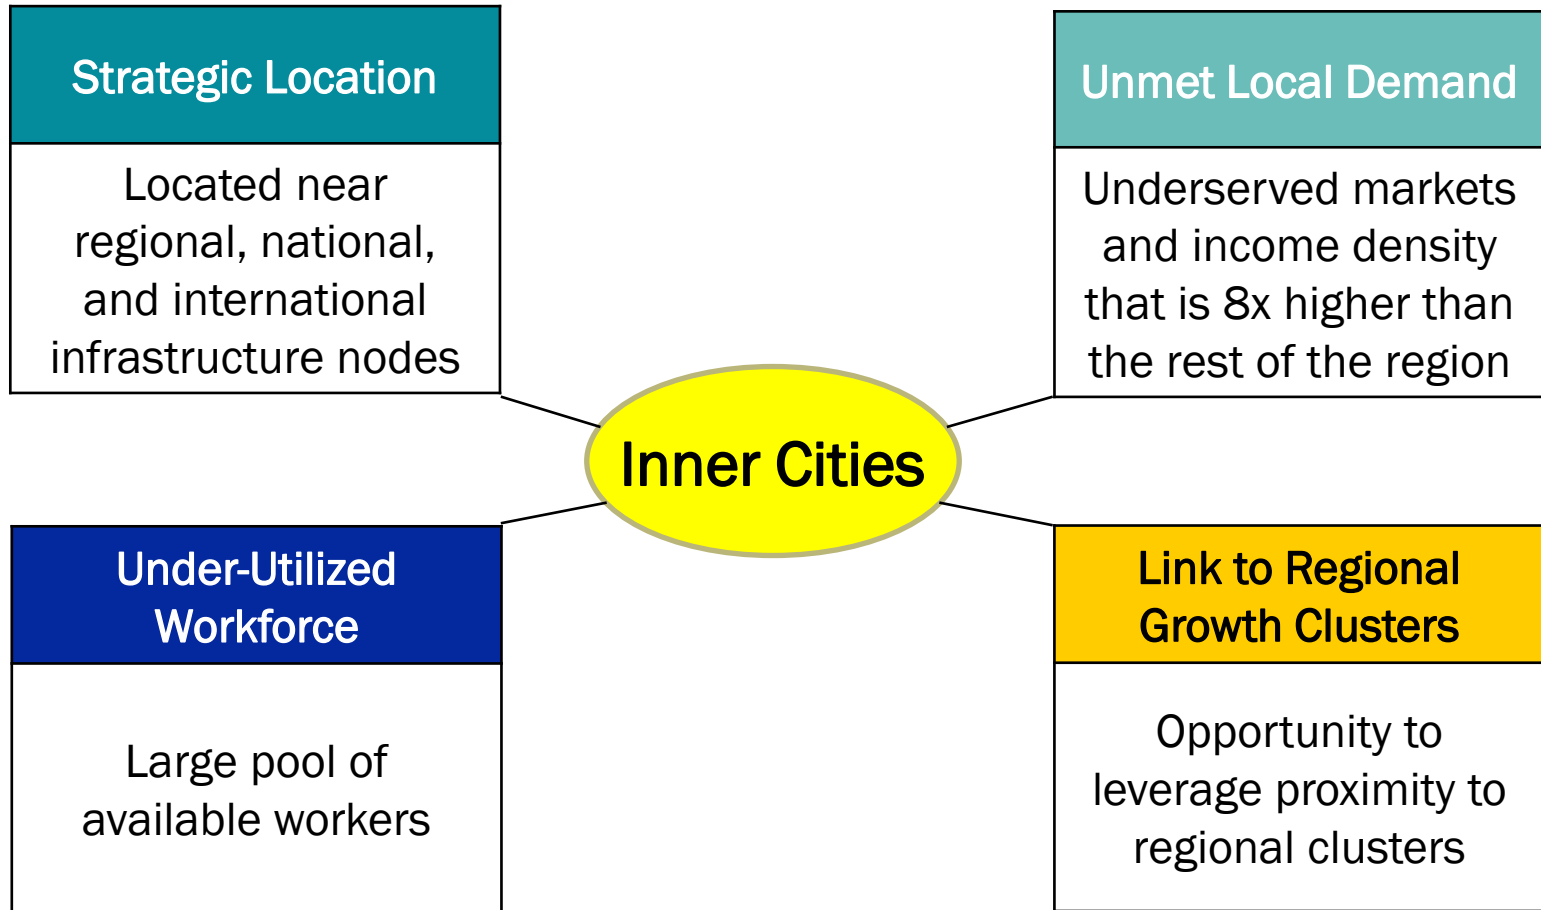 Strategic Location
Located near
regional, national,
and international
infrastructure nodes
Unmet Local Demand
Underserved markets
and income density
that is 8x higher than
the rest of the region
Inner Cities
Under-Utilized
Workforce
Large pool of
available workers
Link to Regional
Growth Clusters
Opportunity to
leverage proximity to
regional clusters